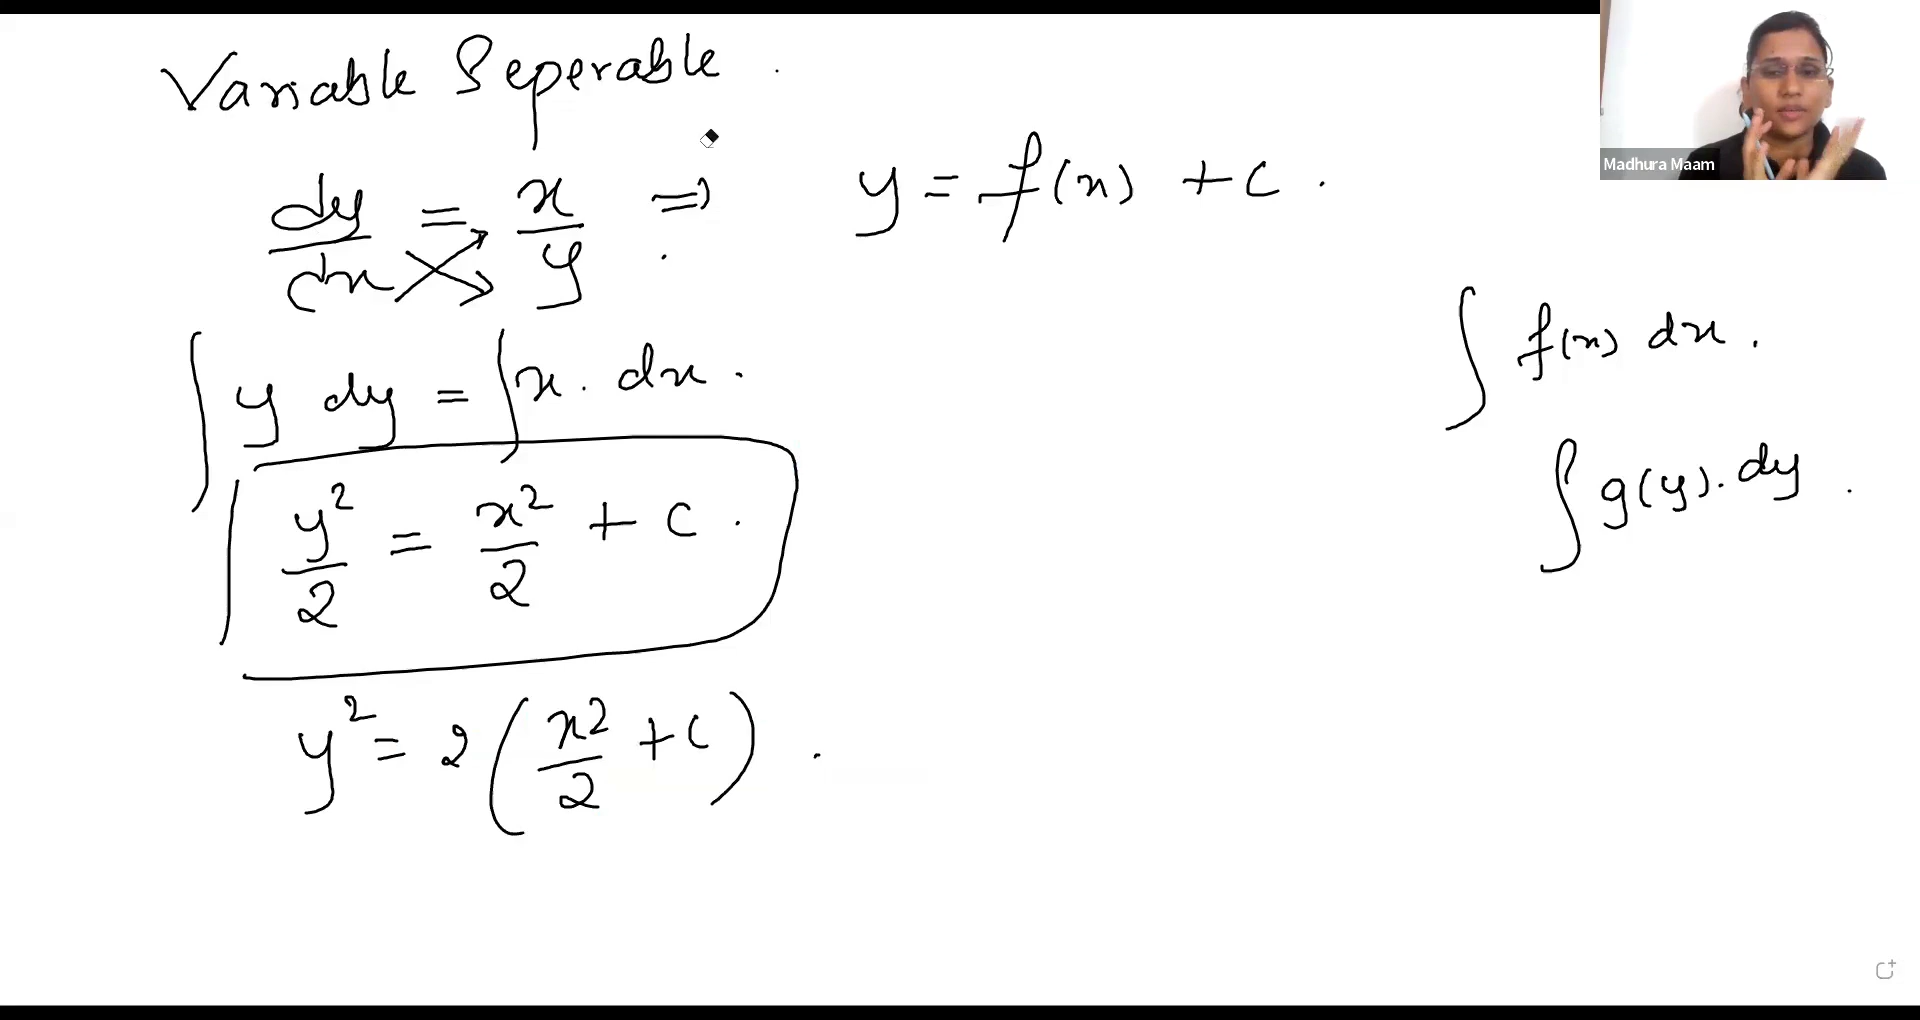 Variable Seperable .
Madhura Maam
dy/dx = x/y ⇒ .
y = f(x) + c .
∫ y dy = ∫ x . dx .
∫ f(x) dx .
∫ g(y) . dy .
y²/2 = x²/2 + c .
y² = 2 ( x²/2 + c ) .